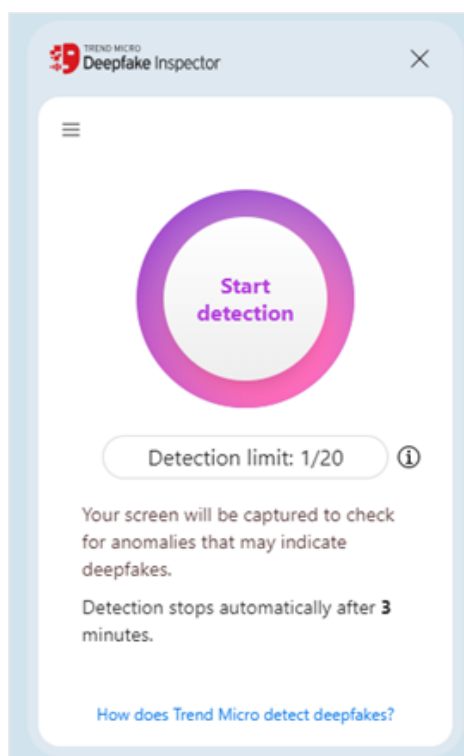 TREND MICRO
Deepfake Inspector
Start
detection
Detection limit: 1/20
Your screen will be captured to check
for anomalies that may indicate
deepfakes.
Detection stops automatically after 3
minutes.
How does Trend Micro detect deepfakes?